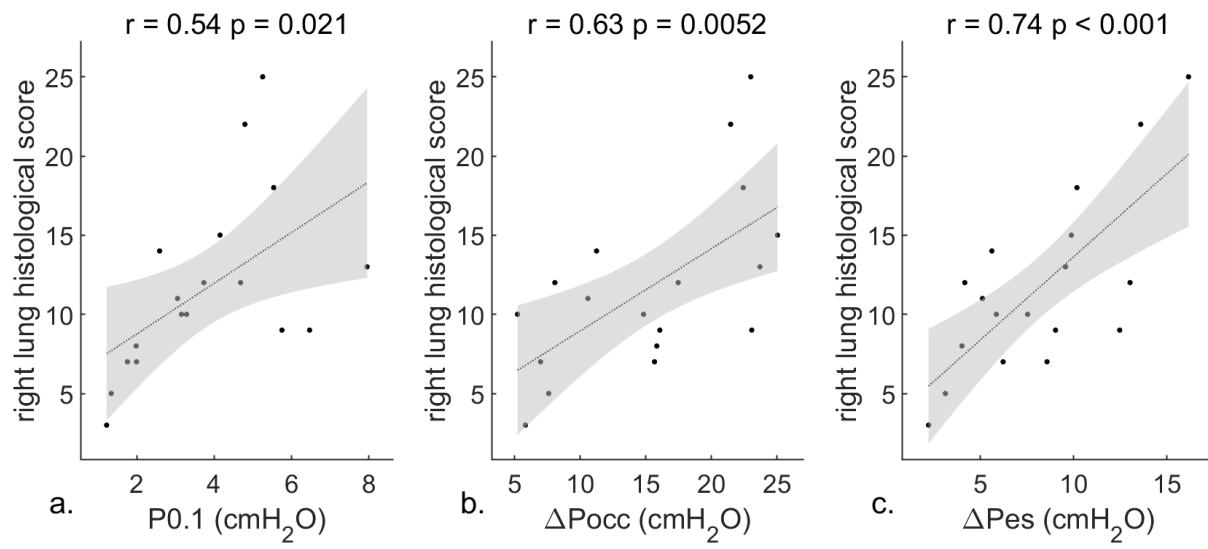 r = 0.54 p = 0.021
right lung histological score
25
20
15
10
5
2
4
6
8
a.
P0.1 (cmH₂O)
r = 0.63 p = 0.0052
right lung histological score
25
20
15
10
5
5
10
15
20
25
b.
ΔPocc (cmH₂O)
r = 0.74 p < 0.001
right lung histological score
25
20
15
10
5
5
10
15
c.
ΔPes (cmH₂O)